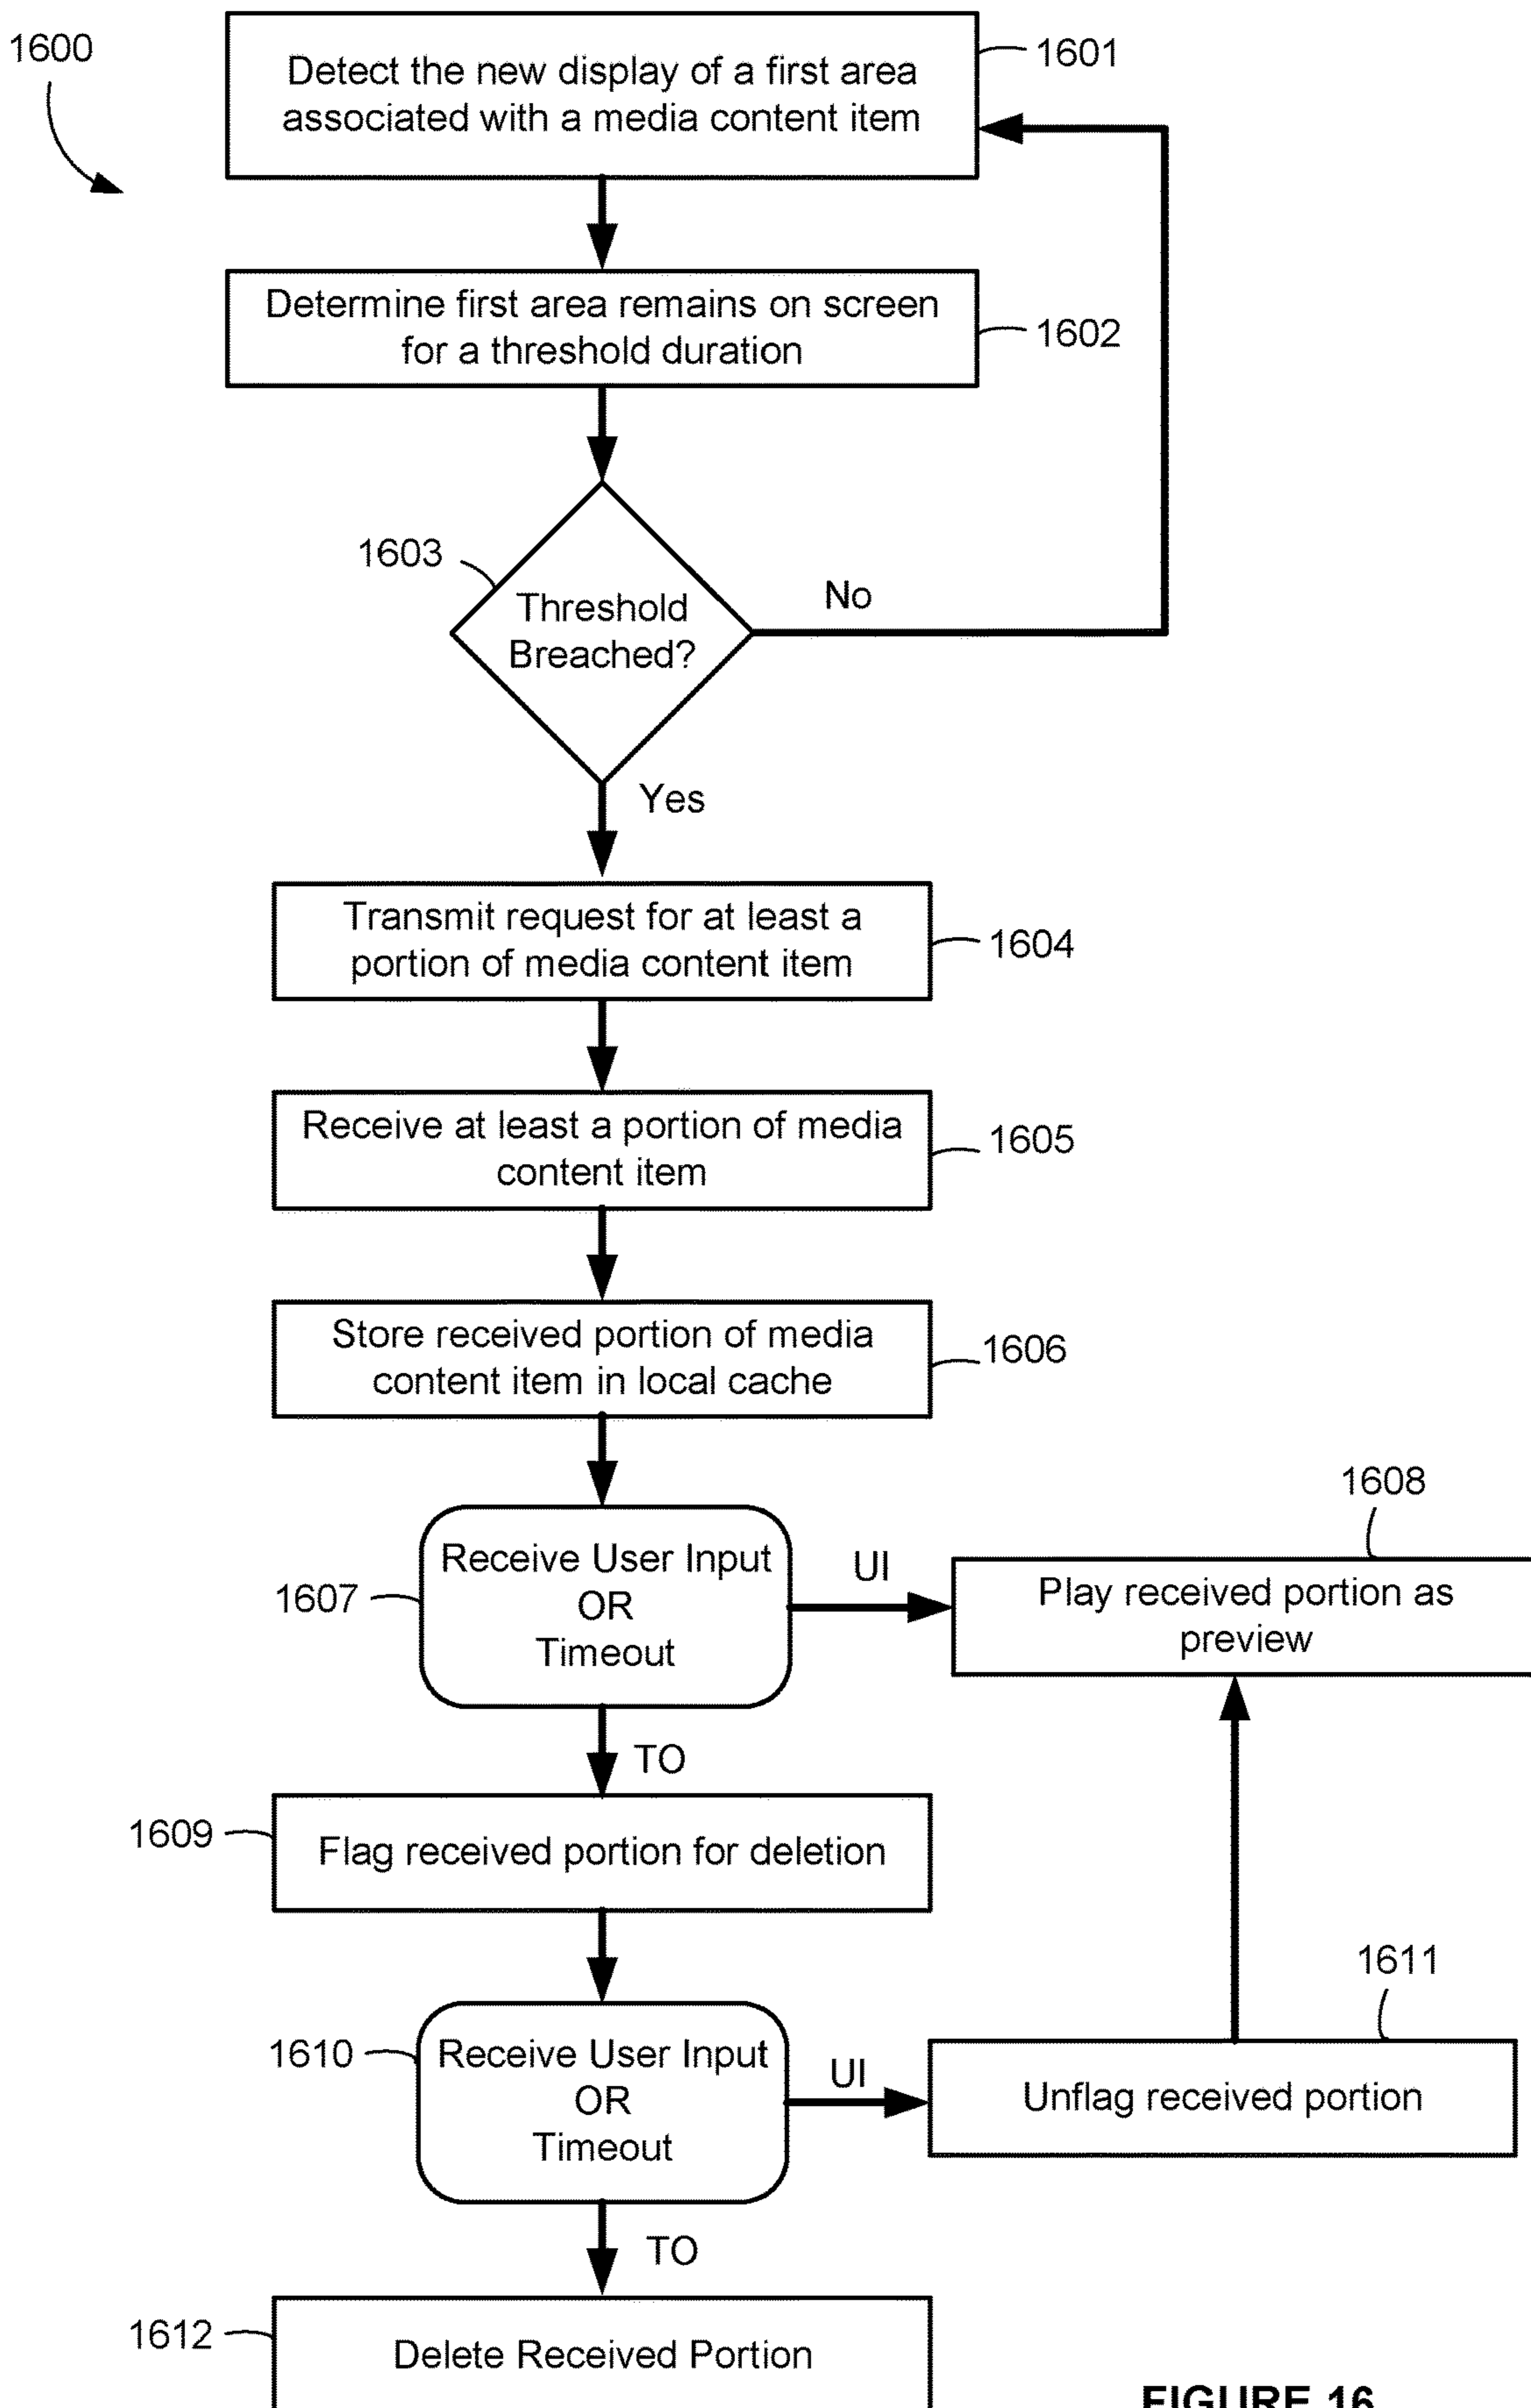 1600
Detect the new display of a first area
associated with a media content item
1601
Determine first area remains on screen
for a threshold duration
1602
1603
Threshold
Breached?
No
Yes
Transmit request for at least a
portion of media content item
1604
Receive at least a portion of media
content item
1605
Store received portion of media
content item in local cache
1606
1607
Receive User Input
OR
Timeout
UI
1608
Play received portion as
preview
TO
1609
Flag received portion for deletion
1610
Receive User Input
OR
Timeout
UI
1611
Unflag received portion
TO
1612
Delete Received Portion
FIGURE 16